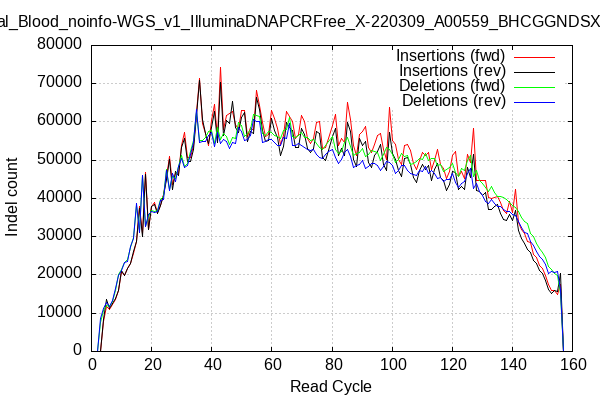 al_Blood_noinfo-WGS_v1_IlluminaDNAPCRFree_X-220309_A00559_BHCGGNDSX
80000
70000
60000
50000
40000
30000
20000
10000
0
Indel count
Insertions (fwd)
Insertions (rev)
Deletions (fwd)
Deletions (rev)
0 20 40 60 80 100 120 140 160
Read Cycle